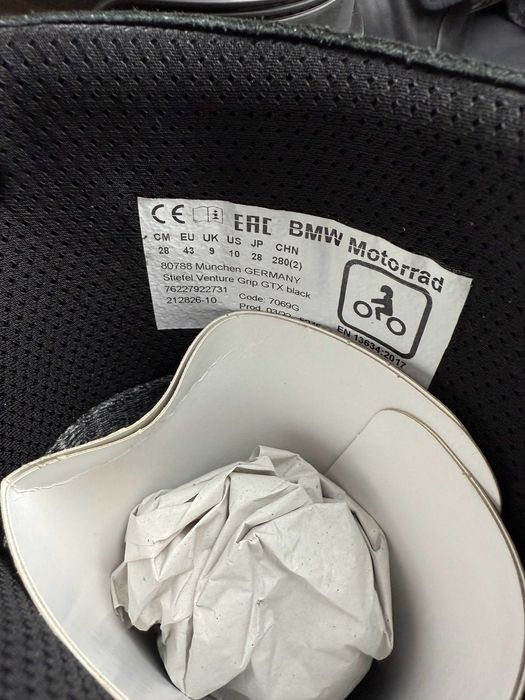 CE EAC BMW Motorrad
CM EU UK US JP CHN
28 43 9 10 28 280(2)
80788 München GERMANY
Stiefel Venture Grip GTX black
76227922731
212826-10 Code: 7069G
Prod.
EN 13634:2017